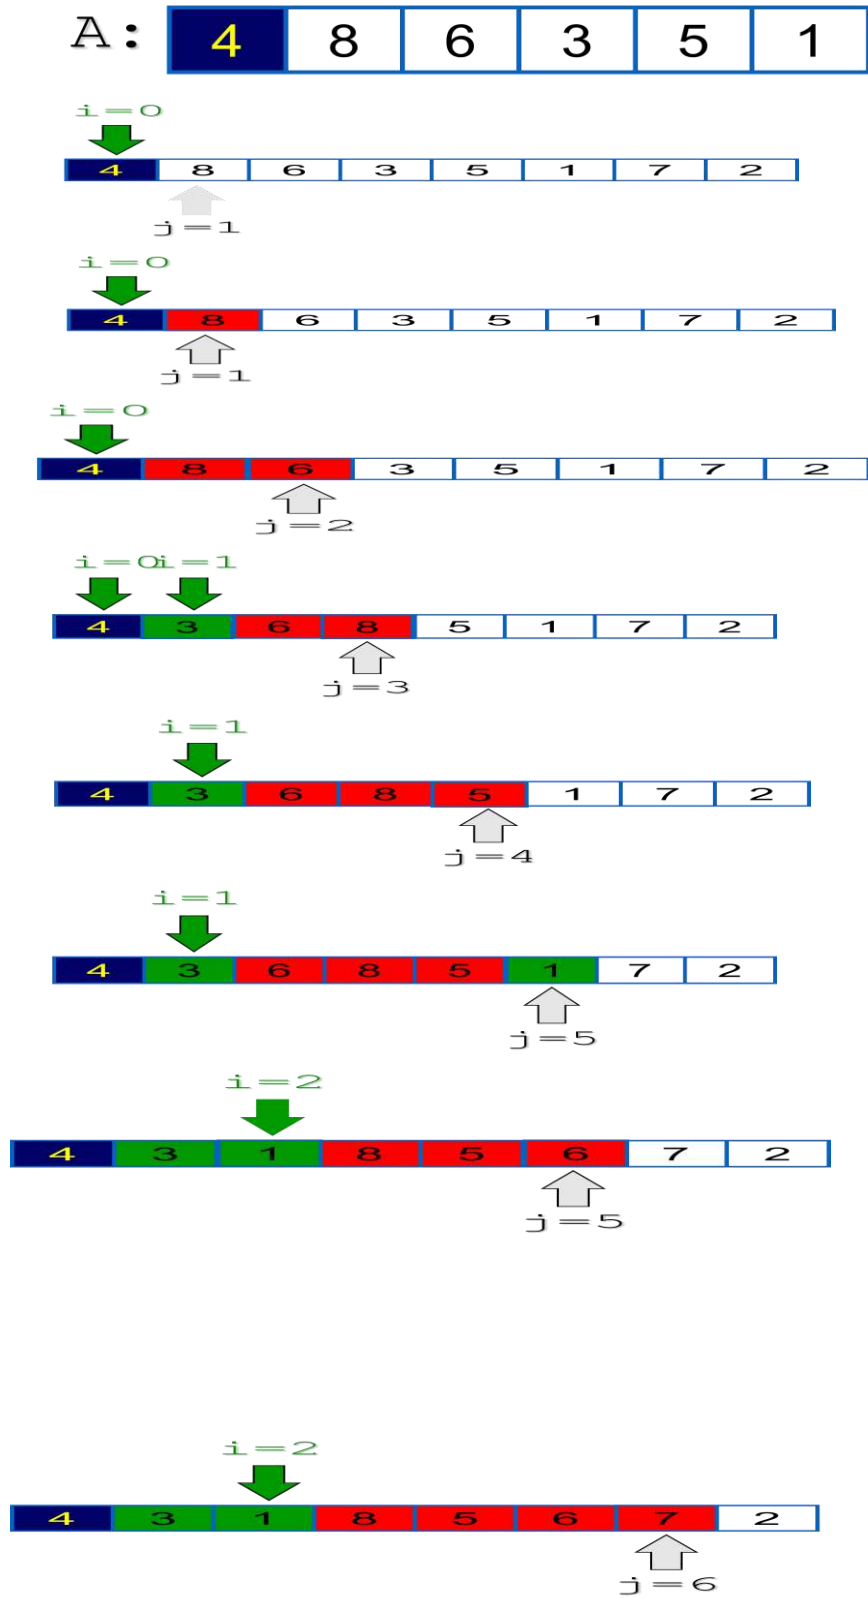 A: 4 8 6 3 5 1
i=0
4 8 6 3 5 1 7 2
j=1
i=0
4 8 6 3 5 1 7 2
j=1
i=0
4 8 6 3 5 1 7 2
j=2
i=0 i=1
4 3 6 8 5 1 7 2
j=3
i=1
4 3 6 8 5 1 7 2
j=4
i=1
4 3 6 8 5 1 7 2
j=5
i=2
4 3 1 8 5 6 7 2
j=5
i=2
4 3 1 8 5 6 7 2
j=6